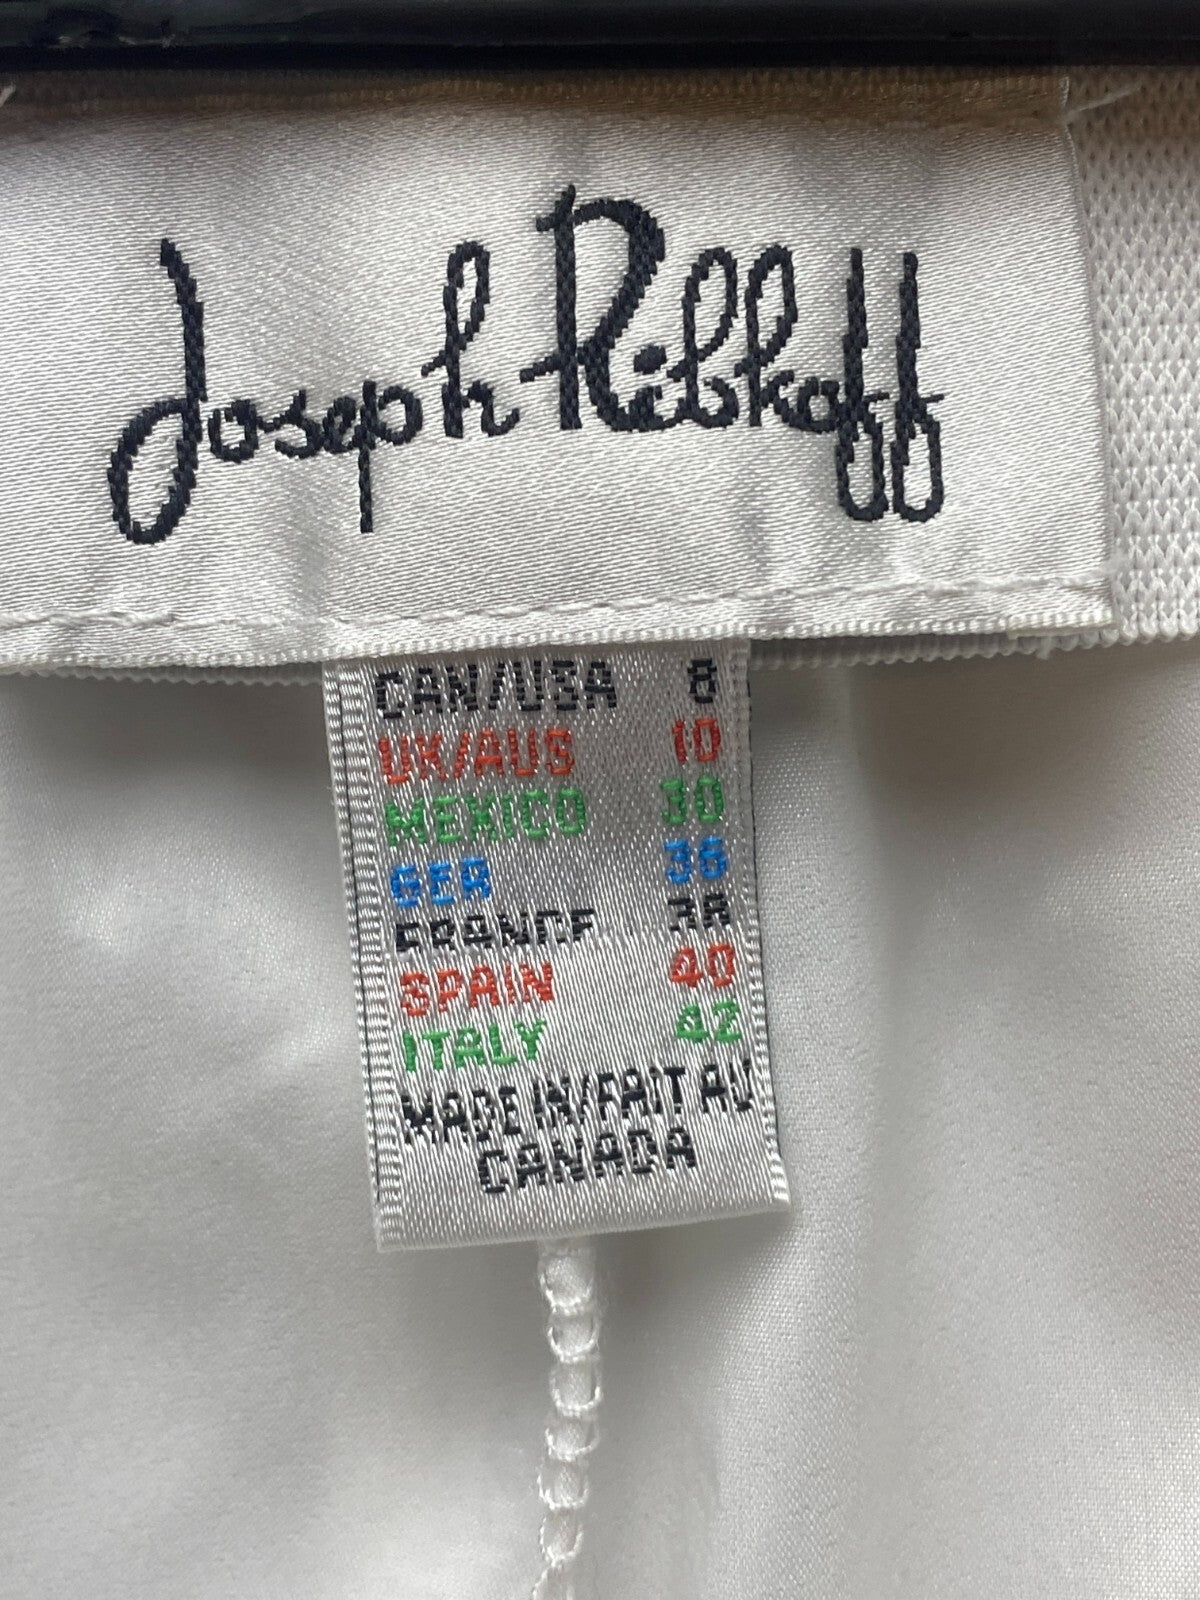 Joseph Ribkoff
CAN/USA 8
UK/AUS 10
MEXICO 30
GER 36
FRANCE 38
SPAIN 40
ITALY 42
MADE IN/FAIT AU
CANADA